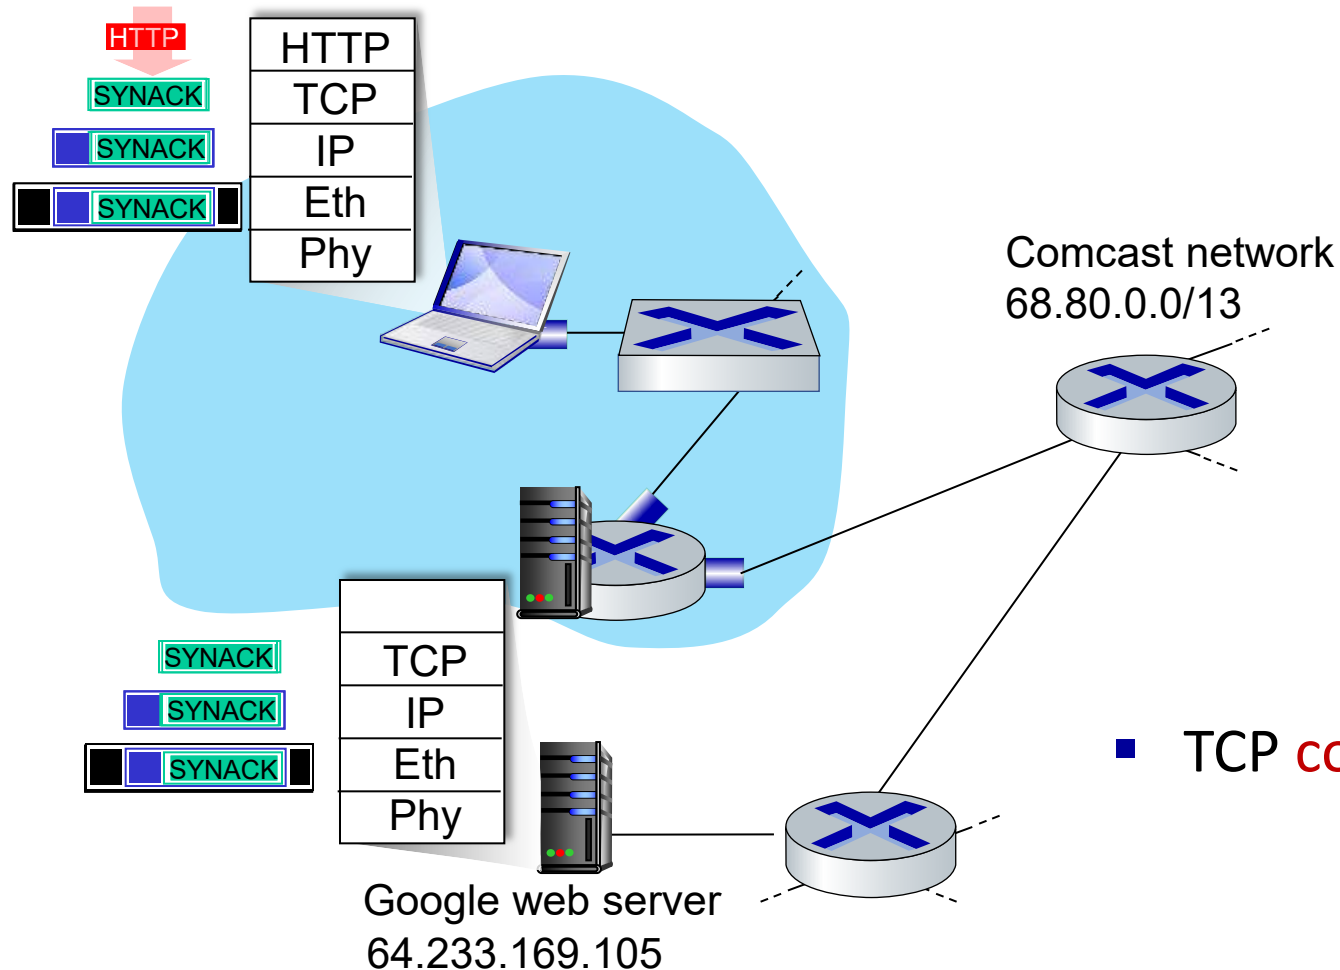 HTTP
SYNACK
SYNACK
SYNACK
HTTP
TCP
IP
Eth
Phy
Comcast network
68.80.0.0/13
SYNACK
SYNACK
SYNACK
TCP
IP
Eth
Phy
TCP
Google web server
64.233.169.105